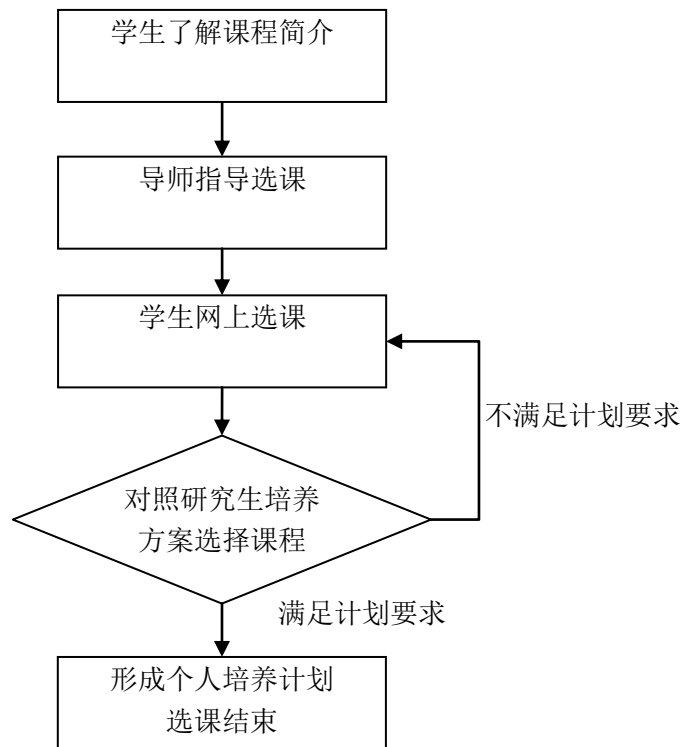 学生了解课程简介
导师指导选课
学生网上选课
不满足计划要求
对照研究生培养
方案选择课程
满足计划要求
形成个人培养计划
选课结束